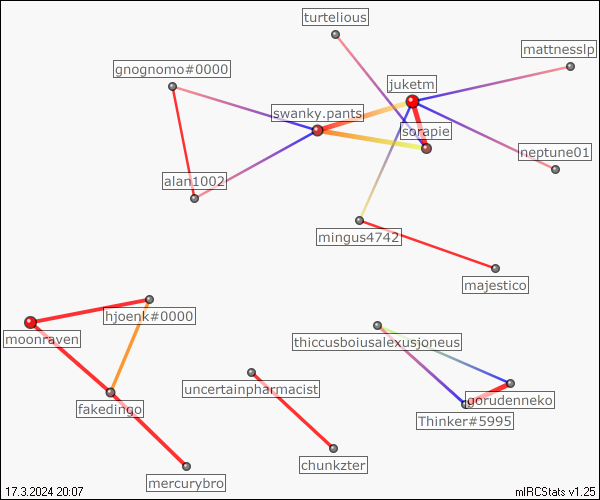 turtelious
mattnesslp
gnognomo#0000
juketm
swanky.pants
sorapie
neptune01
alan1002
mingus4742
majestico
hjoenk#0000
moonraven
thiccusboiusalexusjoneus
uncertainpharmacist
gorudenneko
fakedingo
Thinker#5995
chunkzter
mercurybro
17.3.2024 20:07
mIRCStats v1.25